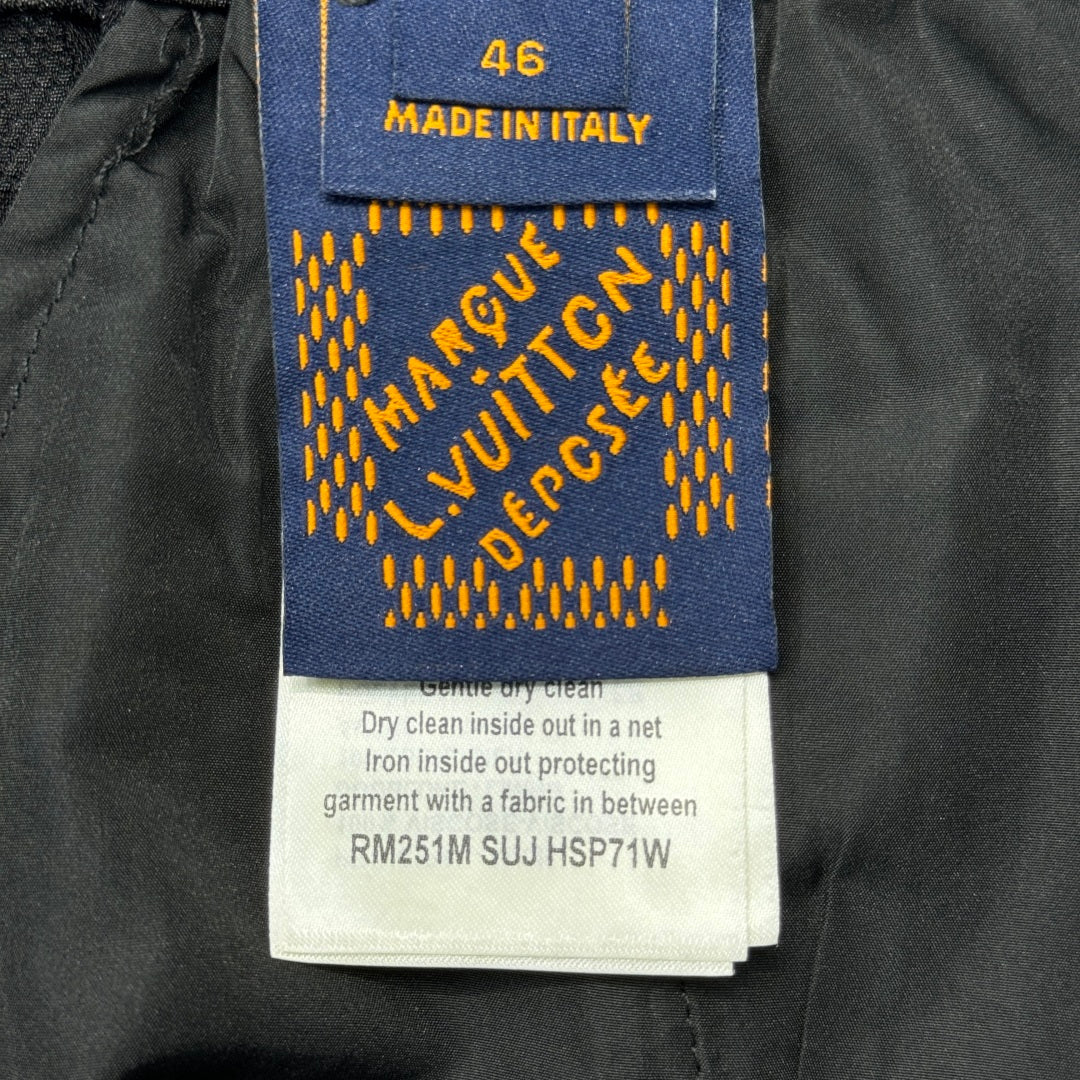 46
MADE IN ITALY
MARQUE
L.VUITTON
DÉPOSÉE
Gentle dry clean
Dry clean inside out in a net
Iron inside out protecting
garment with a fabric in between
RM251M SUJ HSP71W